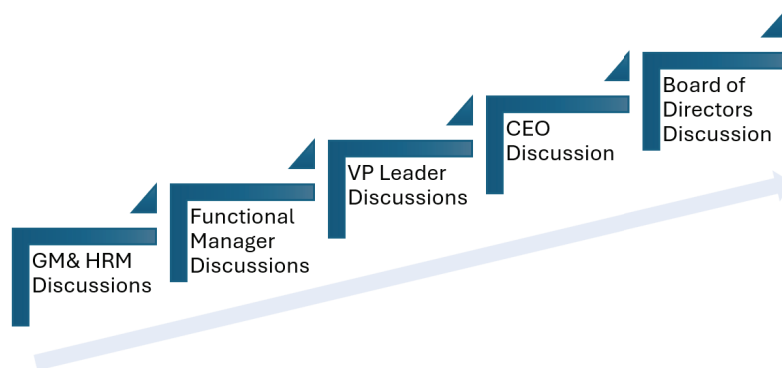 GM& HRM
Discussions
Functional
Manager
Discussions
VP Leader
Discussions
CEO
Discussion
Board of
Directors
Discussion